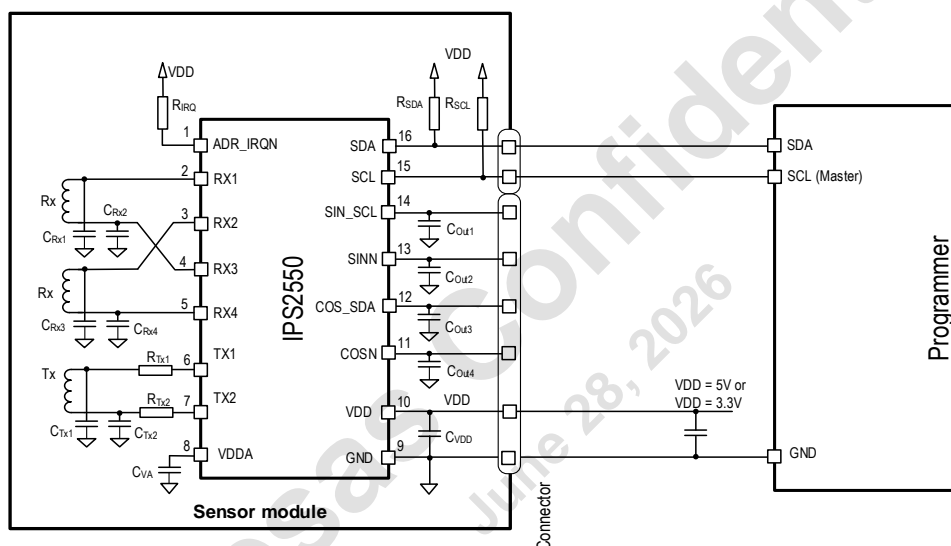 VDD
VDD
RIRQ
RSDA
RSCL
1
ADR_IRQN
SDA
16
SDA
2
RX1
SCL
15
SCL (Master)
Rx
CRx2
CRx1
3
RX2
SIN_SCL
14
COut1
4
RX3
SINN
13
COut2
Rx
CRx3
CRx4
5
RX4
IPS2550
COS_SDA
12
COut3
TX1
RTx1
6
COSN
11
COut4
Tx
TX2
RTx2
7
CTx1
CTx2
VDD
10
VDD
CVDD
VDD = 5V or
VDD = 3.3V
8
VDDA
CVA
GND
9
GND
Sensor module
Connector
Programmer
sas Confident
June 28, 2026